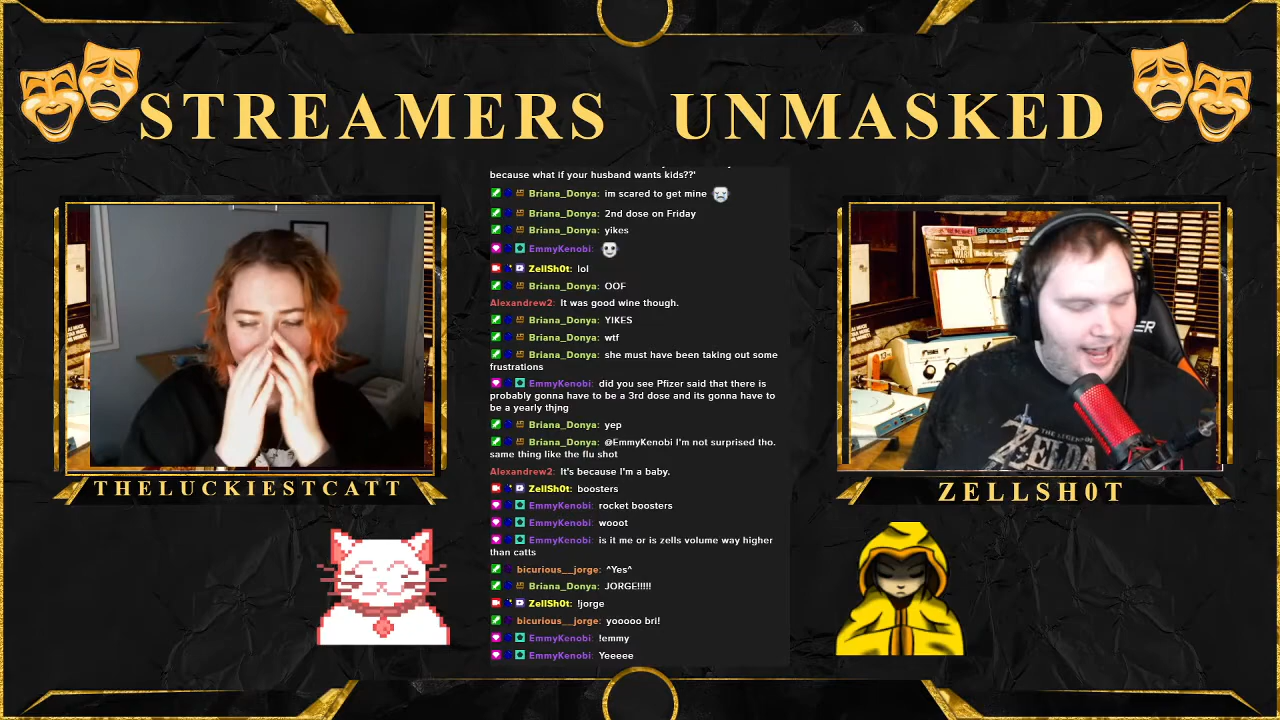 STREAMERS UNMASKED
because what if your husband wants kids??'
Briana_Donya: im scared to get mine
Briana_Donya: 2nd dose on Friday
Briana_Donya: yikes
EmmyKenobi:
ZellSh0t: lol
Briana_Donya: OOF
Alexandrew2: It was good wine though.
Briana_Donya: YIKES
Briana_Donya: wtf
Briana_Donya: she must have been taking out some
frustrations
EmmyKenobi: did you see Pfizer said that there is
probably gonna have to be a 3rd dose and its gonna have to
be a yearly thjng
Briana_Donya: yep
Briana_Donya: @EmmyKenobi I'm not surprised tho.
same thing like the flu shot
Alexandrew2: It's because I'm a baby.
ZellSh0t: boosters
EmmyKenobi: rocket boosters
EmmyKenobi: wooot
EmmyKenobi: is it me or is zells volume way higher
than catts
bicurious__jorge: ^Yes^
Briana_Donya: JORGE!!!!!
ZellSh0t: !jorge
bicurious__jorge: yooooo bri!
EmmyKenobi: !emmy
EmmyKenobi: Yeeeee
THELUCKIESTCATT
BROADCAST
THE LEGEND OF
ZELDA
ER
ZELLSH0T